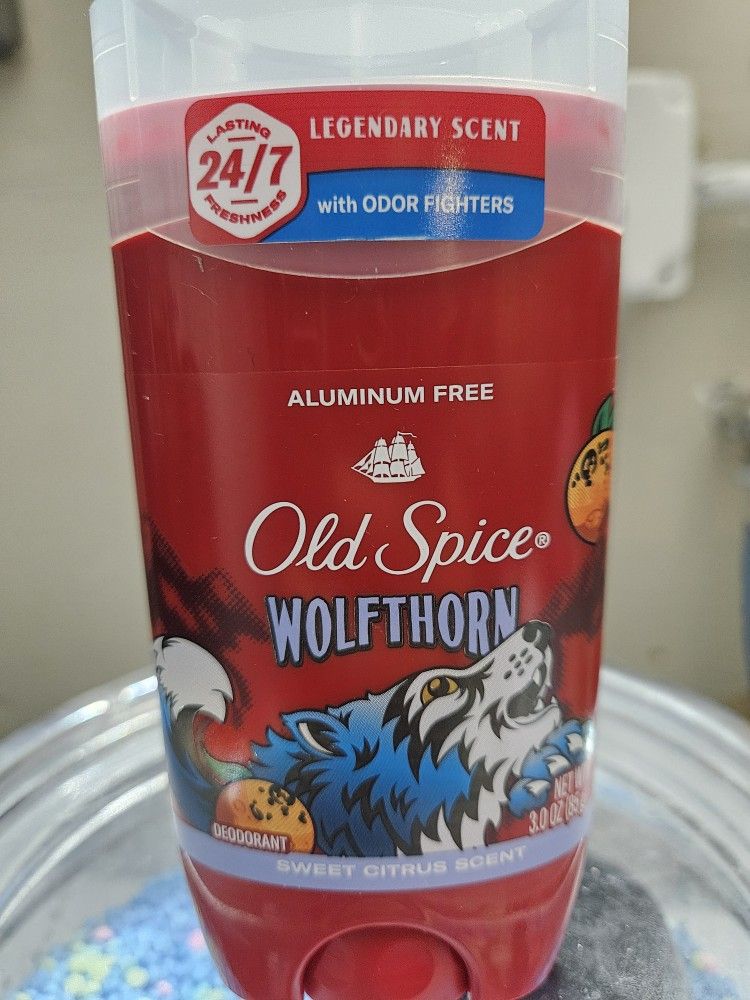 LASTING
24/7
FRESHNESS
LEGENDARY SCENT
with ODOR FIGHTERS
ALUMINUM FREE
Old Spice®
WOLFTHORN
NET
3.0 OZ
DEODORANT
SWEET CITRUS SCENT